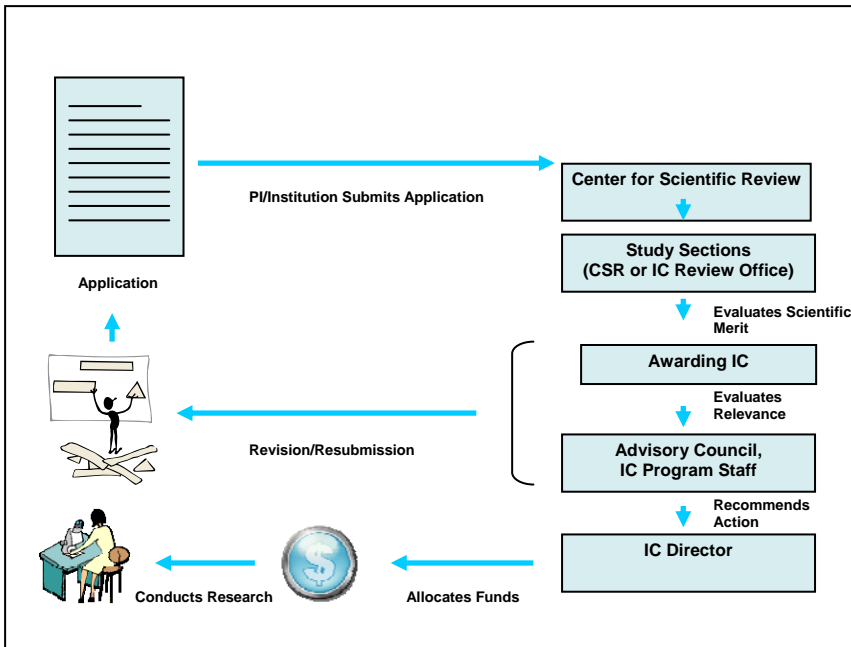 PI/Institution Submits Application
Application
Center for Scientific Review
Study Sections
(CSR or IC Review Office)
Evaluates Scientific
Merit
Awarding IC
Evaluates
Relevance
Revision/Resubmission
Advisory Council,
IC Program Staff
Recommends
Action
IC Director
$
Allocates Funds
Conducts Research